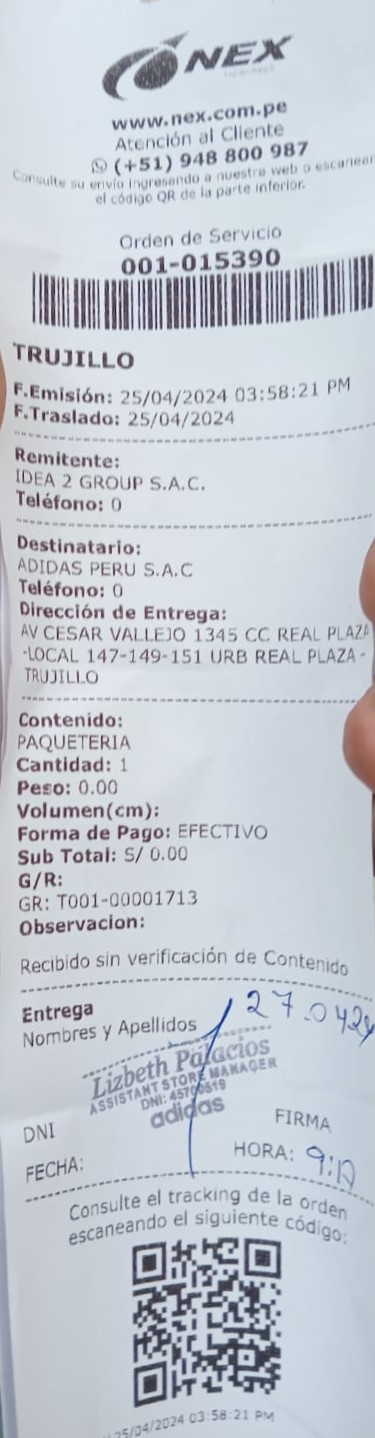 NEX
www.nex.com.pe
Atención al Cliente
(+51) 948 800 987
Consulte su envío ingresando a nuestra web o escanear
el código QR de la parte inferior.
Orden de Servicio
001-015390
TRUJILLO
F.Emisión: 25/04/2024 03:58:21 PM
F.Traslado: 25/04/2024
Remitente:
IDEA 2 GROUP S.A.C.
Teléfono: 0
Destinatario:
ADIDAS PERU S.A.C
Teléfono: 0
Dirección de Entrega:
AV CESAR VALLEJO 1345 CC REAL PLAZA
-LOCAL 147-149-151 URB REAL PLAZA -
TRUJILLO
Contenido:
PAQUETERIA
Cantidad: 1
Peso: 0.00
Volumen(cm):
Forma de Pago: EFECTIVO
Sub Total: S/ 0.00
G/R:
GR: T001-00001713
Observacion:
Recibido sin verificación de Contenido
Entrega 27.0424
Nombres y Apellidos
Lizbeth Palacios
ASSISTANT STORE MANAGER
DNI:
adidas
DNI FIRMA
FECHA: HORA:
Consulte el tracking de la orden
escaneando el siguiente código:
25/04/2024 03:58:21 PM